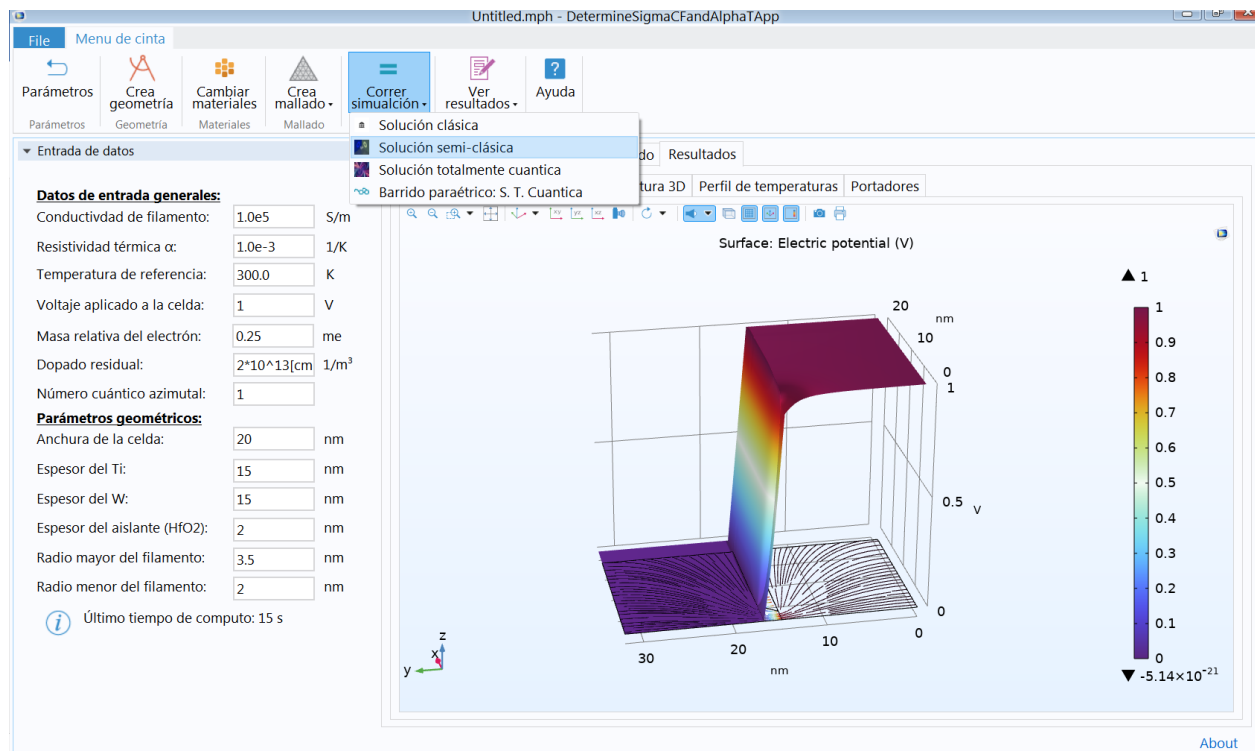 Untitled.mph - DetermineSigmaCFandAlphaTApp
File Menu de cinta
Parámetros
Crea geometría
Cambiar materiales
Crea mallado
Correr simualción
Ver resultados
Ayuda
Parámetros Geometría Materiales Mallado
Solución clásica
Solución semi-clásica
Solución totalmente cuantica
Barrido paraétrico: S. T. Cuantica
Entrada de datos
do Resultados
tura 3D Perfil de temperaturas Portadores
Datos de entrada generales:
Conductivdad de filamento: 1.0e5 S/m
Resistividad térmica α: 1.0e-3 1/K
Temperatura de referencia: 300.0 K
Voltaje aplicado a la celda: 1 V
Masa relativa del electrón: 0.25 me
Dopado residual: 2*10^13[cm 1/m³
Número cuántico azimutal: 1
Parámetros geométricos:
Anchura de la celda: 20 nm
Espesor del Ti: 15 nm
Espesor del W: 15 nm
Espesor del aislante (HfO2): 2 nm
Radio mayor del filamento: 3.5 nm
Radio menor del filamento: 2 nm
i Último tiempo de computo: 15 s
xy yz xz
Surface: Electric potential (V)
▲ 1
20 nm
10
0
1
0.5 V
0
0
10
20
30
nm
z
x
y
1
0.9
0.8
0.7
0.6
0.5
0.4
0.3
0.2
0.1
0
▼ -5.14×10⁻²¹
About